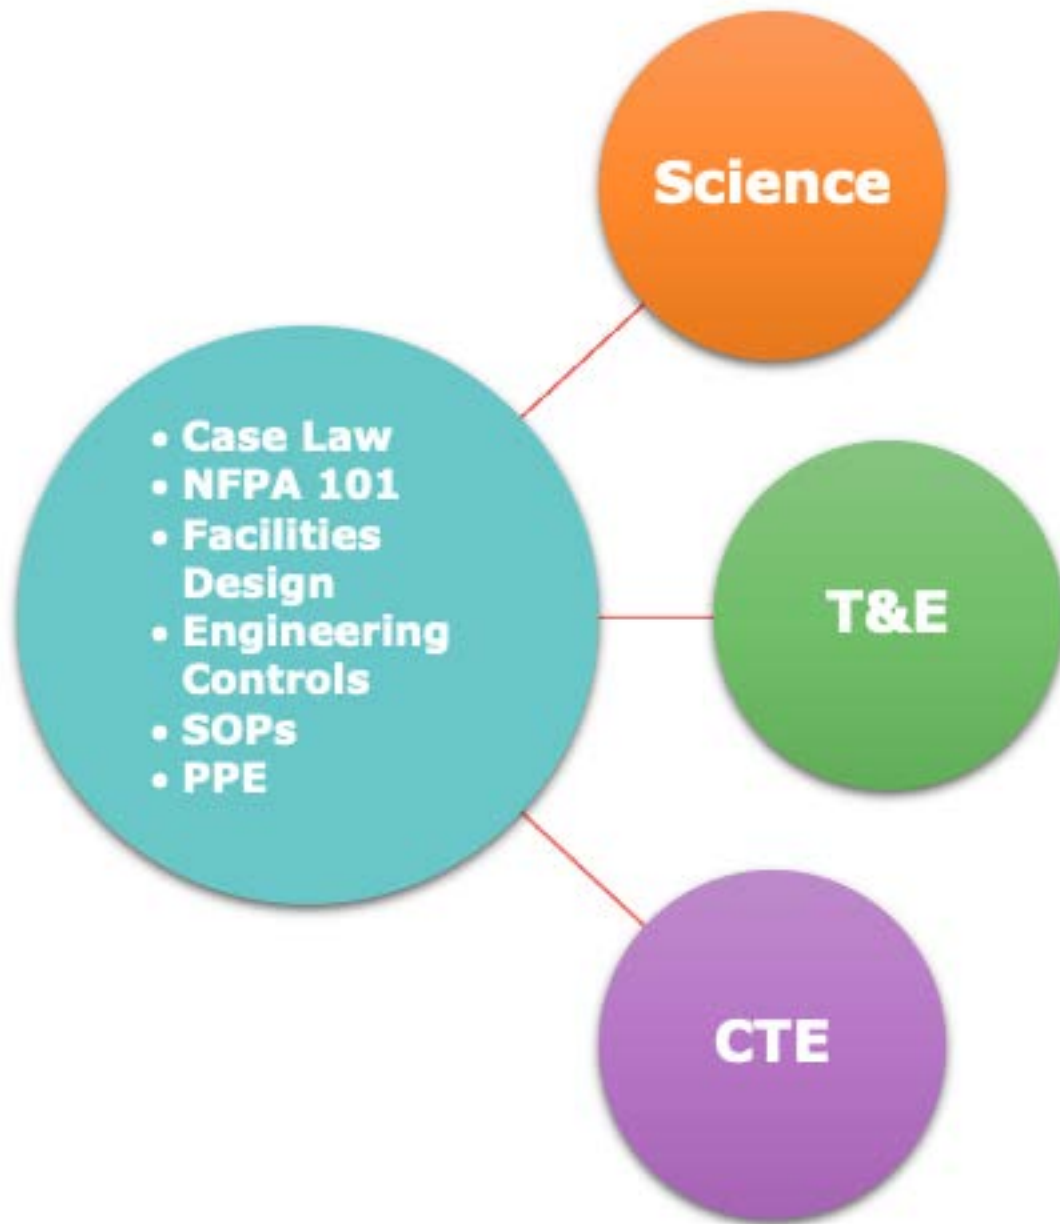 Science
• Case Law
• NFPA 101
• Facilities
Design
• Engineering
Controls
• SOPs
• PPE
T&E
CTE